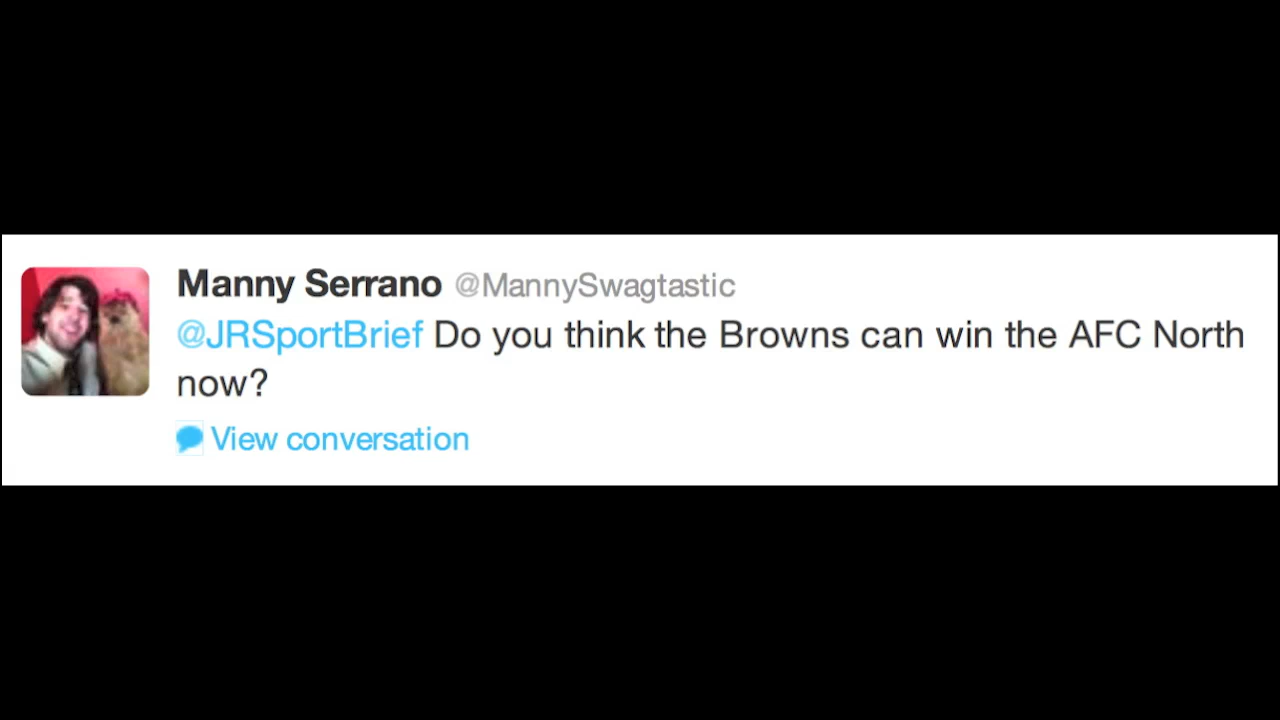 Manny Serrano @MannySwagtastic
@JRSportBrief Do you think the Browns can win the AFC North
now?
View conversation